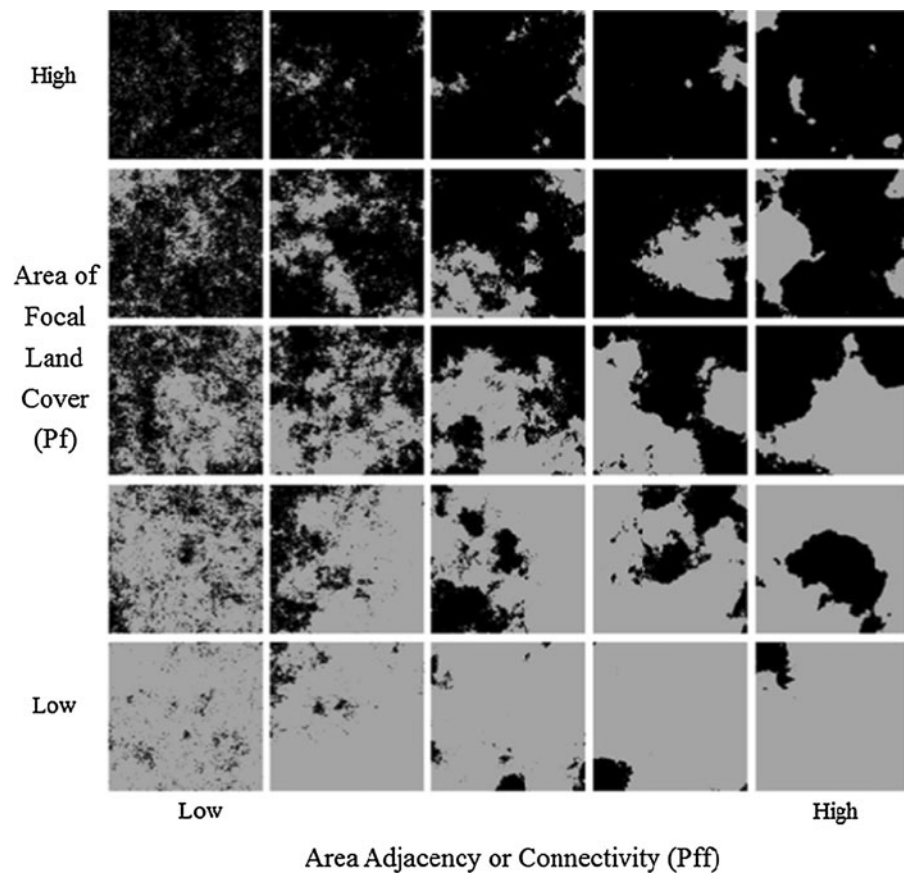 High
Area of
Focal
Land
Cover
(Pf)
Low
Low
High
Area Adjacency or Connectivity (Pff)